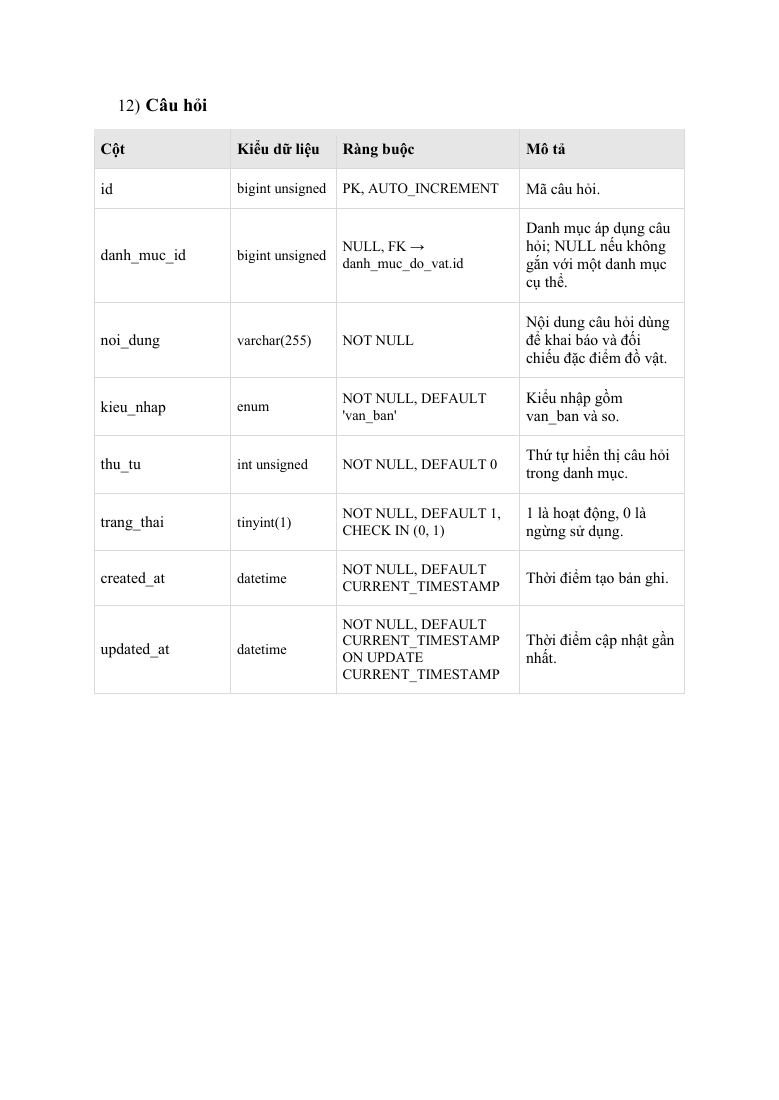 12) Câu hỏi
Cột Kiểu dữ liệu Ràng buộc Mô tả
id bigint unsigned PK, AUTO_INCREMENT Mã câu hỏi.
danh_muc_id bigint unsigned NULL, FK → danh_muc_do_vat.id
Danh mục áp dụng câu
hỏi; NULL nếu không
gắn với một danh mục
cụ thể.
noi_dung varchar(255) NOT NULL
Nội dung câu hỏi dùng
để khai báo và đối
chiếu đặc điểm đồ vật.
kieu_nhap enum
NOT NULL, DEFAULT
'van_ban'
Kiểu nhập gồm
van_ban và so.
thu_tu int unsigned NOT NULL, DEFAULT 0
Thứ tự hiển thị câu hỏi
trong danh mục.
trang_thai tinyint(1)
NOT NULL, DEFAULT 1,
CHECK IN (0, 1)
1 là hoạt động, 0 là
ngừng sử dụng.
created_at datetime
NOT NULL, DEFAULT
CURRENT_TIMESTAMP
Thời điểm tạo bản ghi.
updated_at datetime
NOT NULL, DEFAULT
CURRENT_TIMESTAMP
ON UPDATE
CURRENT_TIMESTAMP
Thời điểm cập nhật gần
nhất.